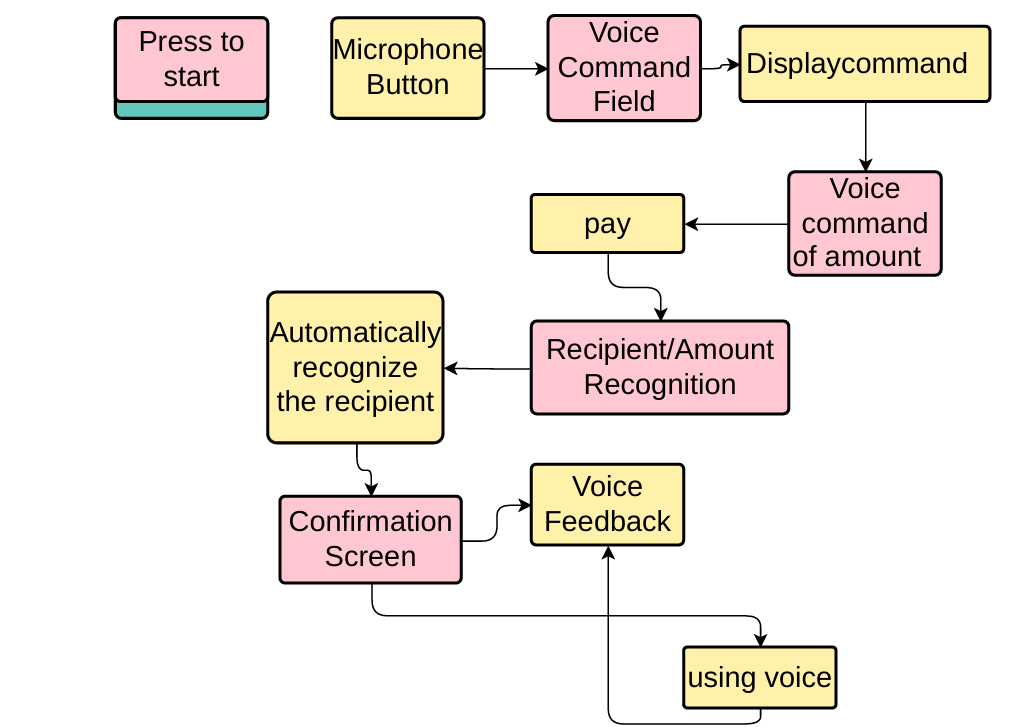 Press to
start
Microphone
Button
Voice
Command
Field
Displaycommand
Voice
command
of amount
pay
Recipient/Amount
Recognition
Automatically
recognize
the recipient
Confirmation
Screen
Voice
Feedback
using voice